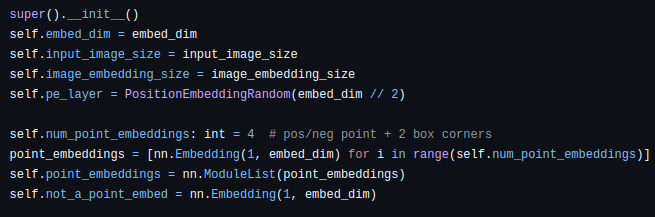 super().__init__()
self.embed_dim = embed_dim
self.input_image_size = input_image_size
self.image_embedding_size = image_embedding_size
self.pe_layer = PositionEmbeddingRandom(embed_dim // 2)
self.num_point_embeddings: int = 4  # pos/neg point + 2 box corners
point_embeddings = [nn.Embedding(1, embed_dim) for i in range(self.num_point_embeddings)]
self.point_embeddings = nn.ModuleList(point_embeddings)
self.not_a_point_embed = nn.Embedding(1, embed_dim)